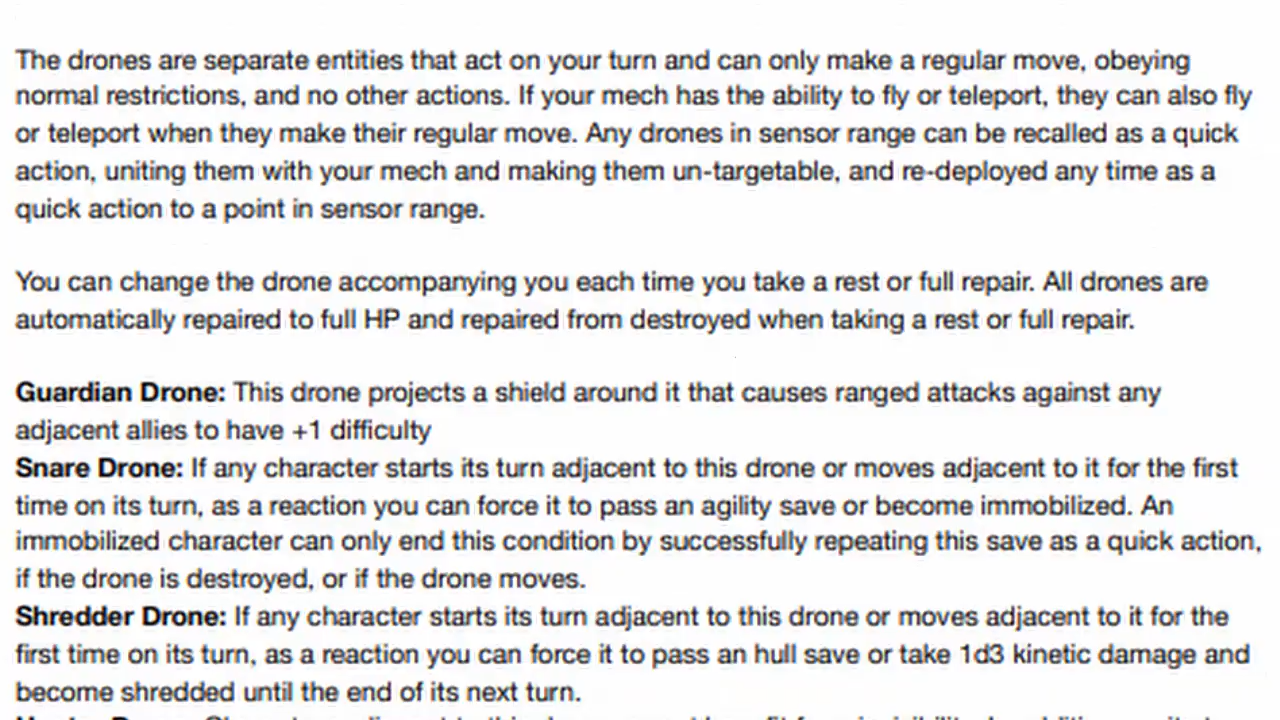 The drones are separate entities that act on your turn and can only make a regular move, obeying
normal restrictions, and no other actions. If your mech has the ability to fly or teleport, they can also fly
or teleport when they make their regular move. Any drones in sensor range can be recalled as a quick
action, uniting them with your mech and making them un-targetable, and re-deployed any time as a
quick action to a point in sensor range.
You can change the drone accompanying you each time you take a rest or full repair. All drones are
automatically repaired to full HP and repaired from destroyed when taking a rest or full repair.
Guardian Drone: This drone projects a shield around it that causes ranged attacks against any
adjacent allies to have +1 difficulty
Snare Drone: If any character starts its turn adjacent to this drone or moves adjacent to it for the first
time on its turn, as a reaction you can force it to pass an agility save or become immobilized. An
immobilized character can only end this condition by successfully repeating this save as a quick action,
if the drone is destroyed, or if the drone moves.
Shredder Drone: If any character starts its turn adjacent to this drone or moves adjacent to it for the
first time on its turn, as a reaction you can force it to pass an hull save or take 1d3 kinetic damage and
become shredded until the end of its next turn.